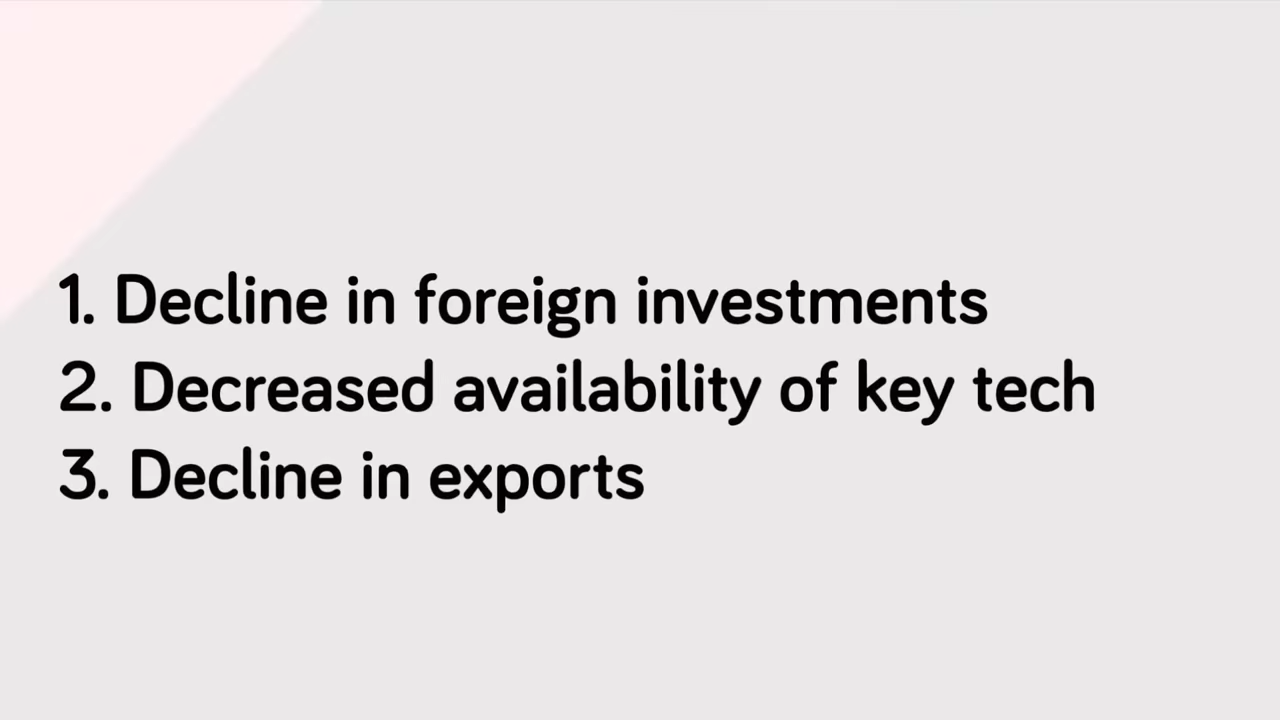 1. Decline in foreign investments
2. Decreased availability of key tech
3. Decline in exports